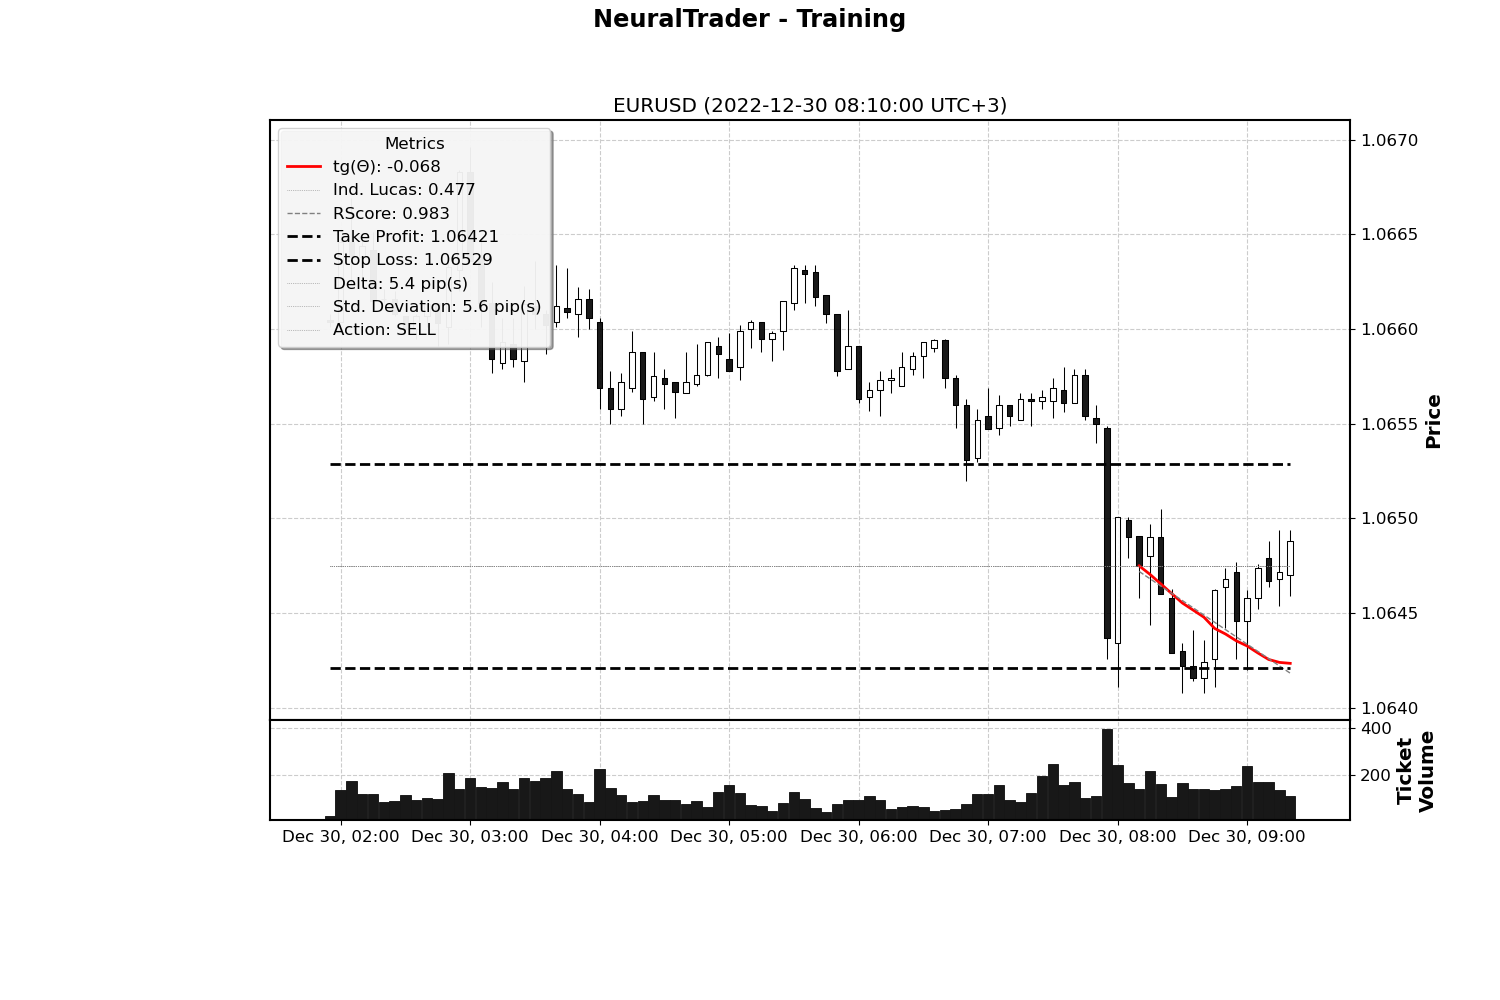 NeuralTrader - Training
EURUSD (2022-12-30 08:10:00 UTC+3)
Metrics
tg(Θ): -0.068
Ind. Lucas: 0.477
RScore: 0.983
Take Profit: 1.06421
Stop Loss: 1.06529
Delta: 5.4 pip(s)
Std. Deviation: 5.6 pip(s)
Action: SELL
1.0670
1.0665
1.0660
1.0655
1.0650
1.0645
1.0640
Price
400
200
Ticket
Volume
Dec 30, 02:00
Dec 30, 03:00
Dec 30, 04:00
Dec 30, 05:00
Dec 30, 06:00
Dec 30, 07:00
Dec 30, 08:00
Dec 30, 09:00